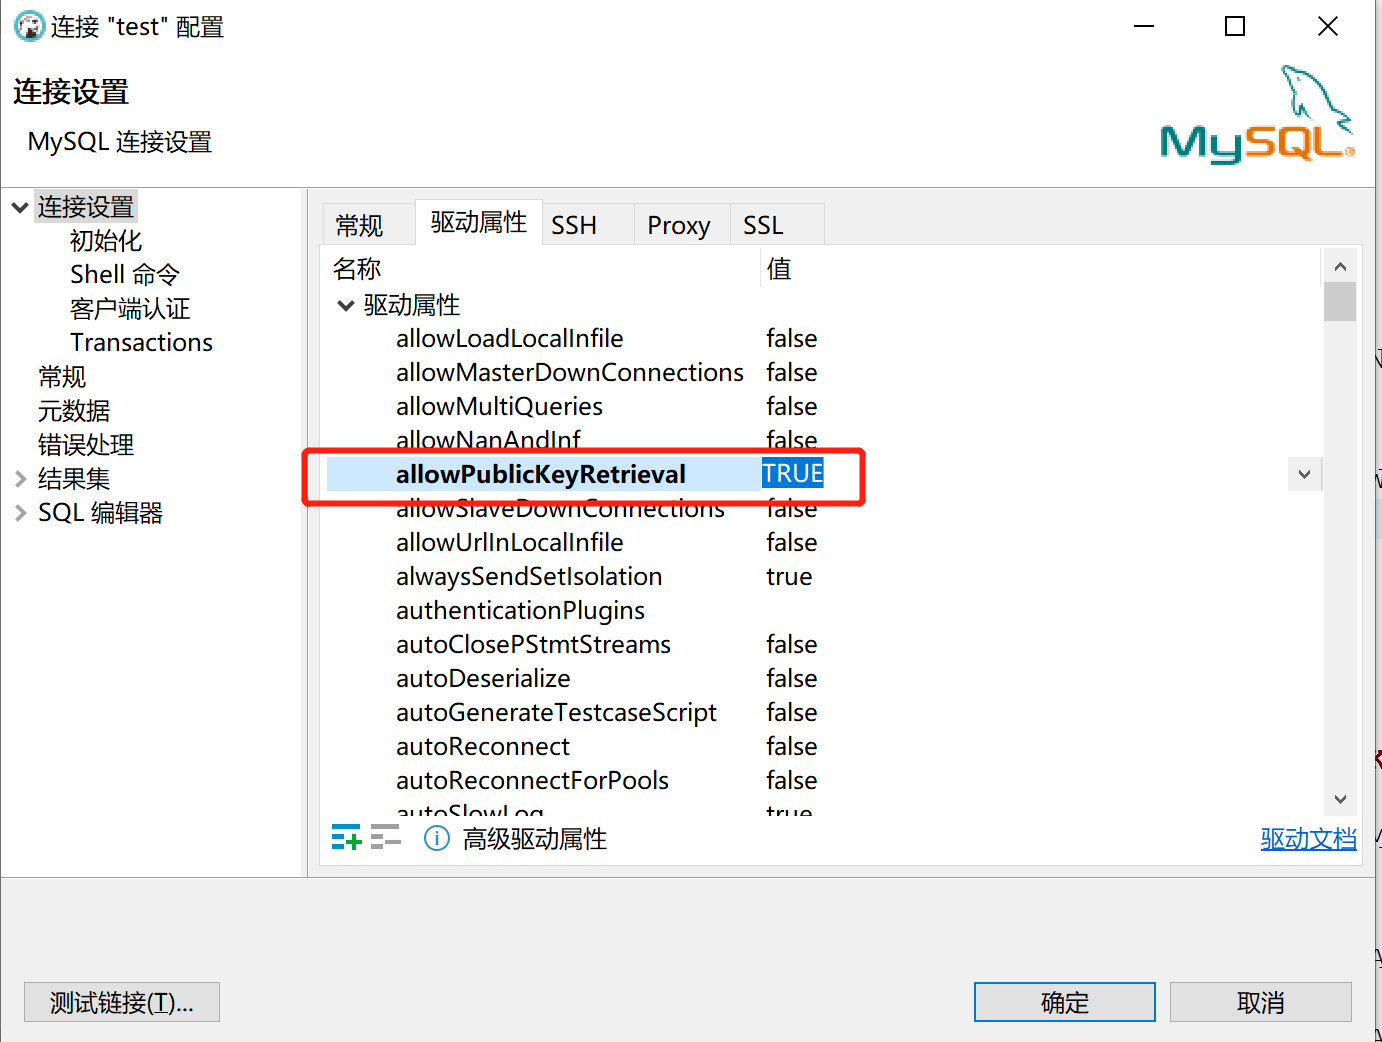 连接 "test" 配置
连接设置
MySQL 连接设置
MySQL
连接设置
初始化
Shell 命令
客户端认证
Transactions
常规
元数据
错误处理
结果集
SQL 编辑器
常规 驱动属性 SSH Proxy SSL
名称 值
驱动属性
allowLoadLocalInfile false
allowMasterDownConnections false
allowMultiQueries false
allowNanAndInf false
allowPublicKeyRetrieval TRUE
allowSlaveDownConnections false
allowUrlInLocalInfile false
alwaysSendSetIsolation true
authenticationPlugins
autoClosePStmtStreams false
autoDeserialize false
autoGenerateTestcaseScript false
autoReconnect false
autoReconnectForPools false
autoSlowLog true
高级驱动属性 驱动文档
测试链接(T)... 确定 取消